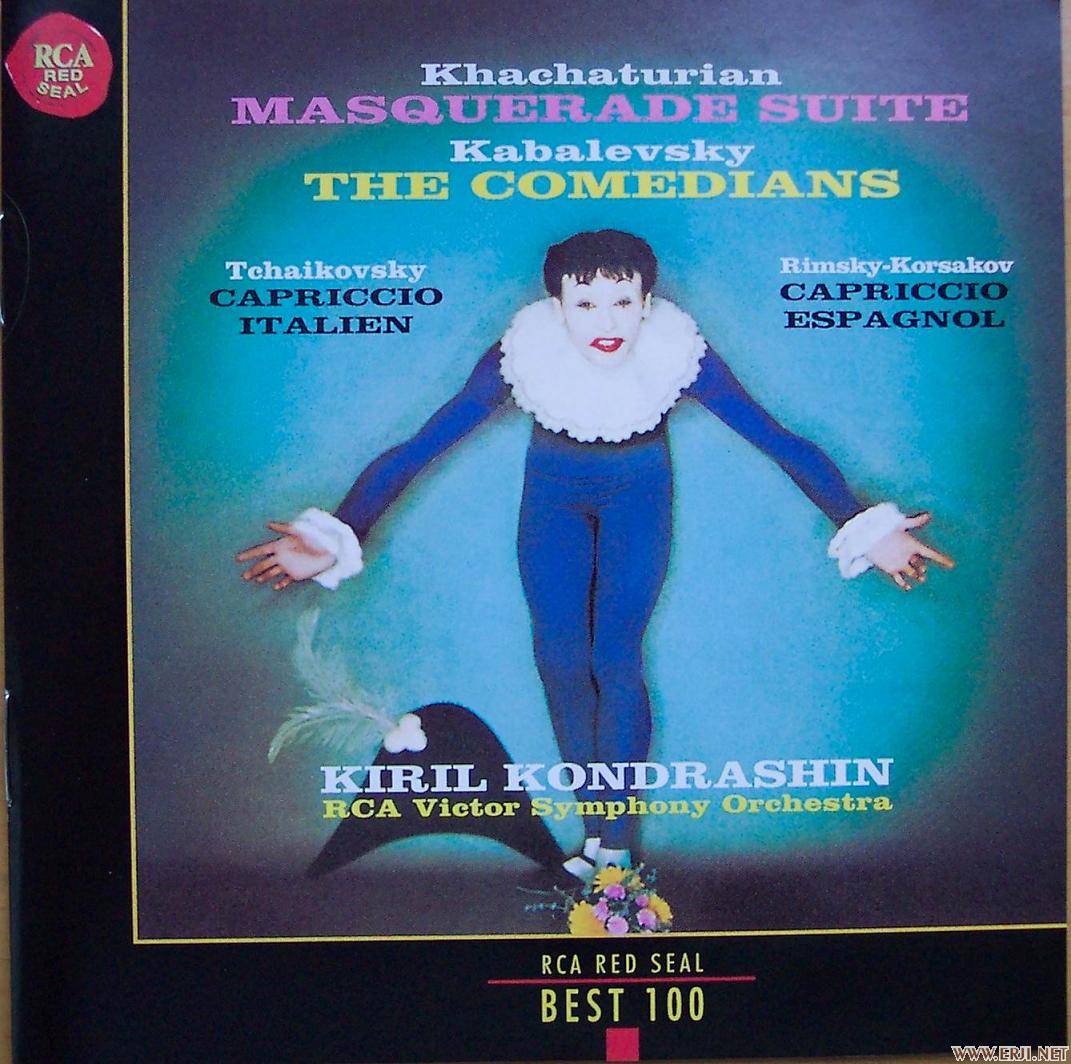 RCA
RED
SEAL
Khachaturian
MASQUERADE SUITE
Kabalevsky
THE COMEDIANS
Tchaikovsky
CAPRICCIO
ITALIEN
Rimsky-Korsakov
CAPRICCIO
ESPAGNOL
KIRIL KONDRASHIN
RCA Victor Symphony Orchestra
RCA RED SEAL
BEST 100
WWW.ERJI.NET